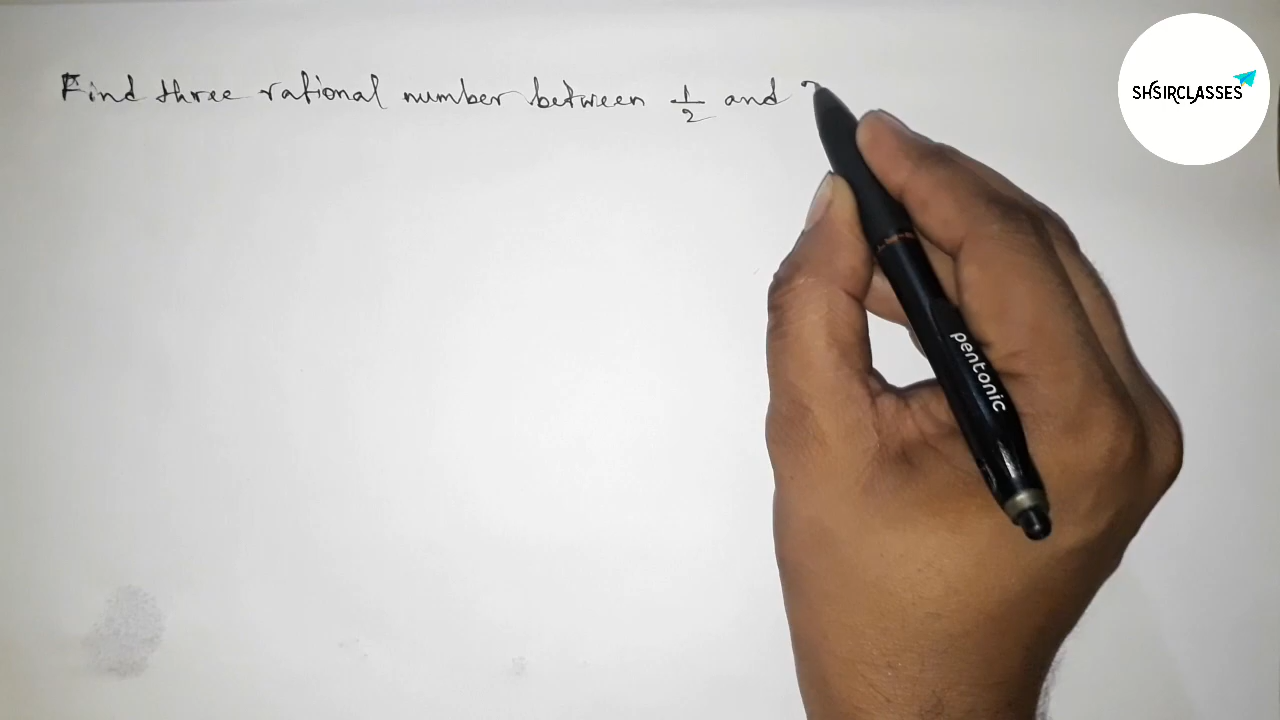 Find three rational number between 1/2 and
SHSIRCLASSES
pentonic